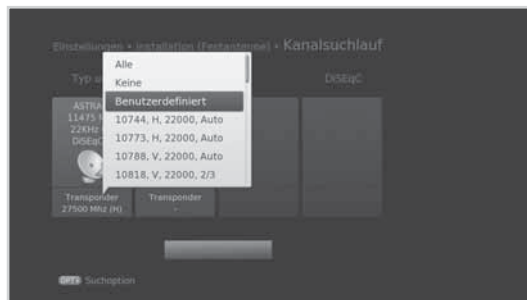 Einstellungen • Installation (Festantenne) • Kanalsuchlauf
Typ
DiSEqC
Alle
Keine
Benutzerdefiniert
10744, H, 22000, Auto
10773, H, 22000, Auto
10788, V, 22000, Auto
10818, V, 22000, 2/3
ASTRA
11475
22KHz
DiSEqC
Transponder
27500 Mhz (H)
Transponder
-
OPT+ Suchoption